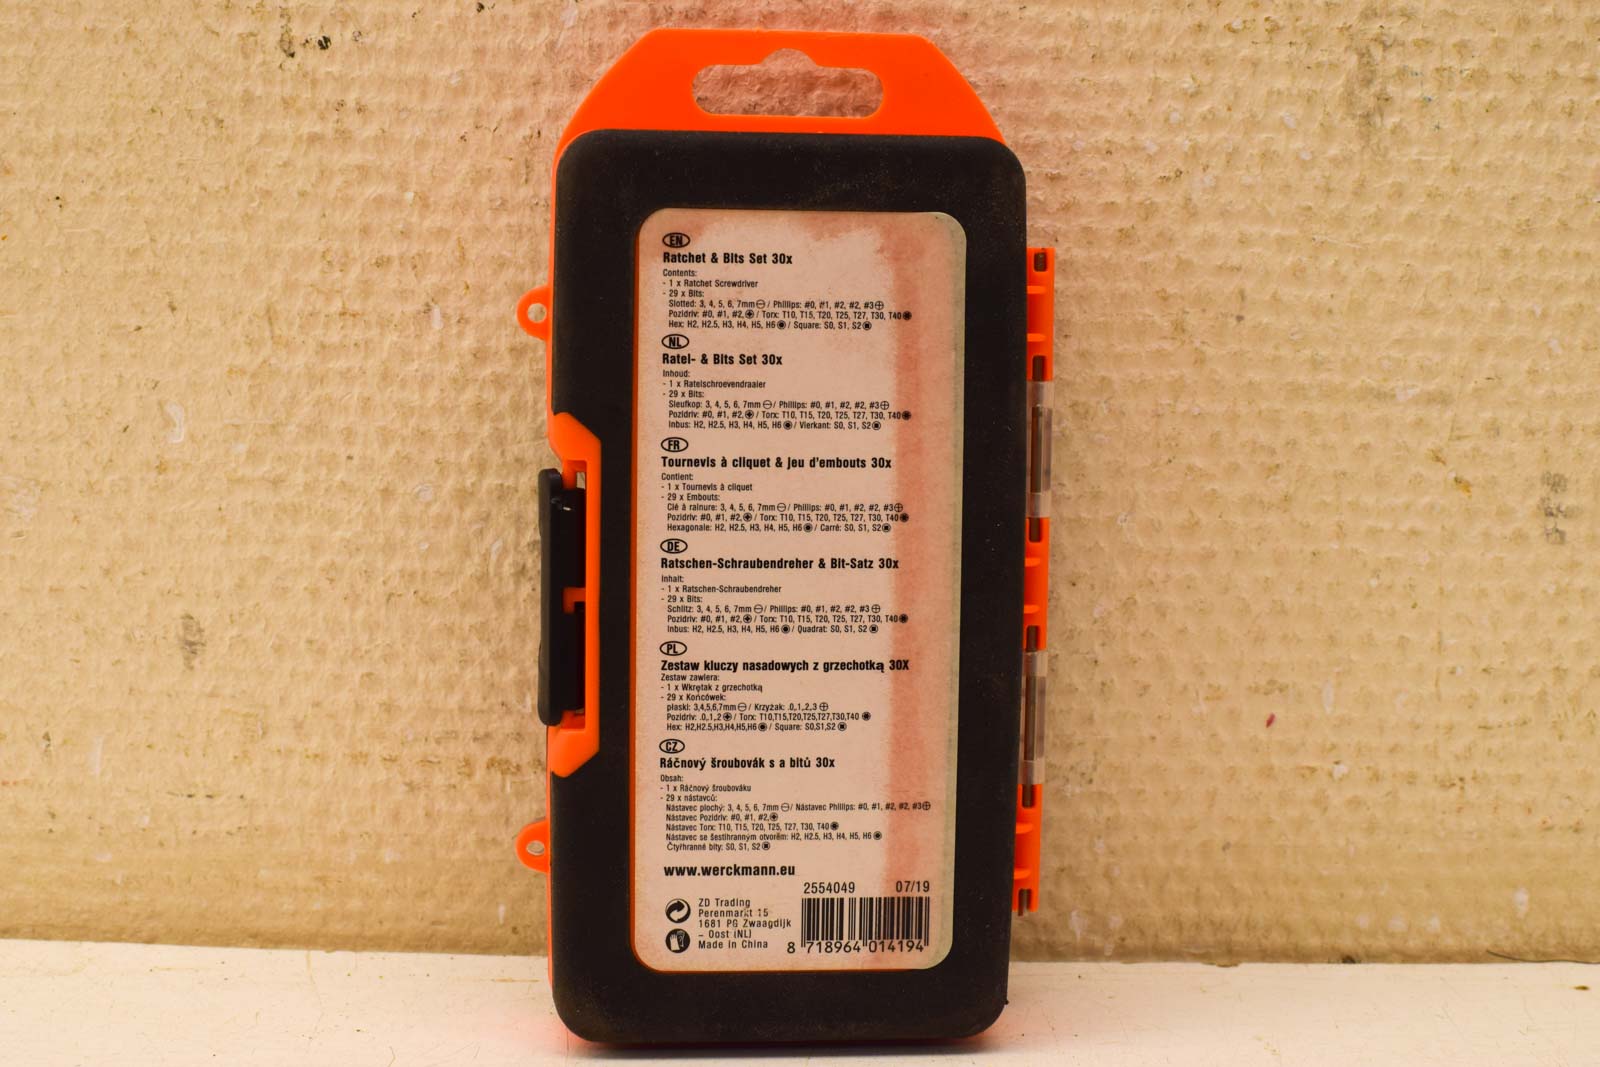 EN
Ratchet & Bits Set 30x
Contents:
- 1 x Ratchet Screwdriver
- 29 x Bits:
Slotted: 3, 4, 5, 6, 7mm / Phillips: #0, #1, #2, #2, #3
Pozidriv: #0, #1, #2, / Torx: T10, T15, T20, T25, T27, T30, T40
Hex: H2, H2.5, H3, H4, H5, H6 / Square: S0, S1, S2
NL
Ratel- & Bits Set 30x
Inhoud:
- 1 x Ratelschroevendraaier
- 29 x Bits:
Sleufkop: 3, 4, 5, 6, 7mm / Phillips: #0, #1, #2, #2, #3
Pozidriv: #0, #1, #2, / Torx: T10, T15, T20, T25, T27, T30, T40
Inbus: H2, H2.5, H3, H4, H5, H6 / Vierkant: S0, S1, S2
FR
Tournevis à cliquet & jeu d'embouts 30x
Contient:
- 1 x Tournevis à cliquet
- 29 x Embouts:
Clé à rainure: 3, 4, 5, 6, 7mm / Phillips: #0, #1, #2, #2, #3
Pozidriv: #0, #1, #2, / Torx: T10, T15, T20, T25, T27, T30, T40
Hexagonale: H2, H2.5, H3, H4, H5, H6 / Carré: S0, S1, S2
DE
Ratschen-Schraubendreher & Bit-Satz 30x
Inhalt:
- 1 x Ratschen-Schraubendreher
- 29 x Bits:
Schlitz: 3, 4, 5, 6, 7mm / Phillips: #0, #1, #2, #2, #3
Pozidriv: #0, #1, #2, / Torx: T10, T15, T20, T25, T27, T30, T40
Inbus: H2, H2.5, H3, H4, H5, H6 / Quadrat: S0, S1, S2
PL
Zestaw kluczy nasadowych z grzechotką 30X
Zestaw zawiera:
- 1 x Wkrętak z grzechotką
- 29 x Końcówek:
płaski: 3,4,5,6,7mm / Krzyżak: .0,.1,.2,.3
Pozidriv: .0,.1,.2 / Torx: T10,T15,T20,T25,T27,T30,T40
Hex: H2,H2.5,H3,H4,H5,H6 / Square: S0,S1,S2
CZ
Ráčnový šroubovák s a bitů 30x
Obsah:
- 1 x Ráčnový šroubováku
- 29 x nástavců:
Nástavec plochý: 3, 4, 5, 6, 7mm / Nástavec Phillips: #0, #1, #2, #2, #3
Nástavec Pozidriv: #0, #1, #2,
Nástavec Torx: T10, T15, T20, T25, T27, T30, T40
Nástavec se šestihranným otvorěm: H2, H2.5, H3, H4, H5, H6
Čtyřhranné bity: S0, S1, S2
www.werckmann.eu
2554049 07/19
ZD Trading
Perenmarkt 15
1681 PG Zwaagdijk
- Oost (NL)
Made in China
8 718964 014194